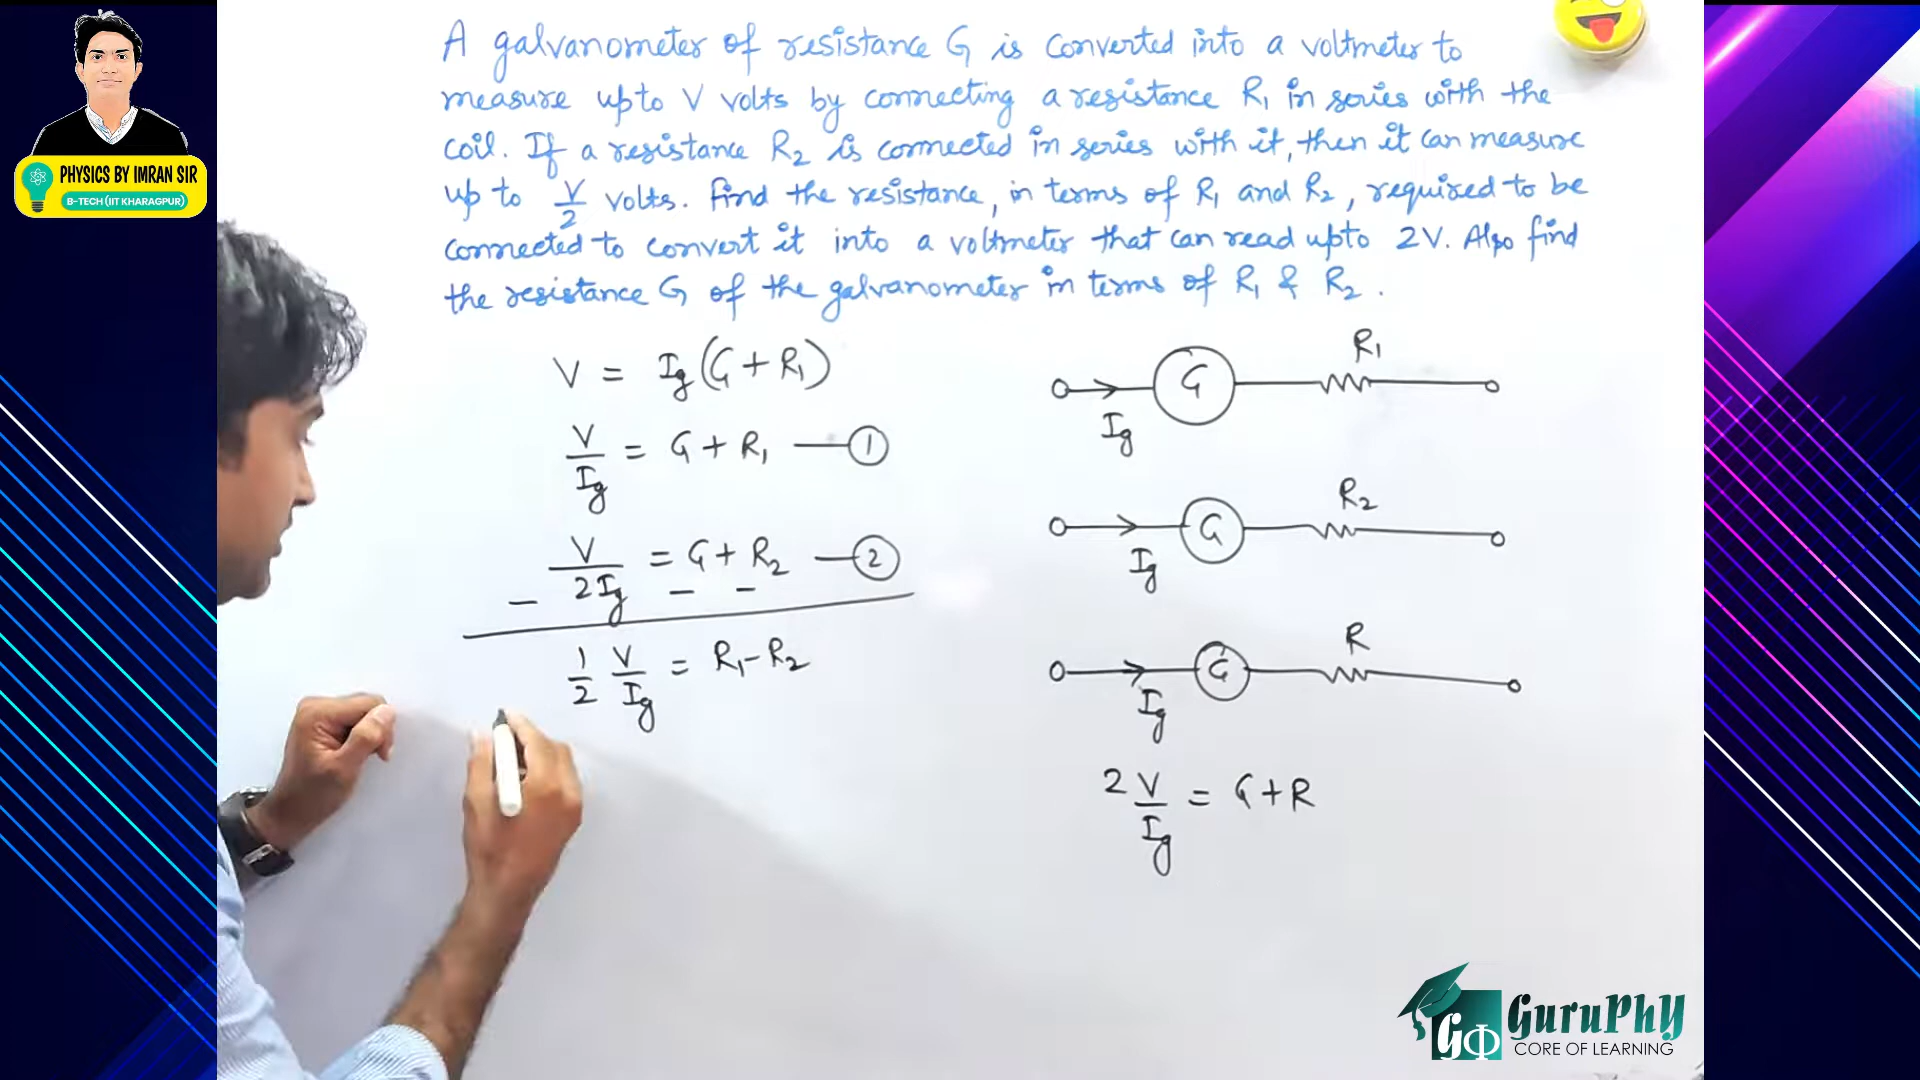 PHYSICS BY IMRAN SIR
B-TECH (IIT KHARAGPUR)
A galvanometer of resistance G is converted into a voltmeter to
measure upto V volts by connecting a resistance R₁ in series with the
coil. If a resistance R₂ is connected in series with it, then it can measure
up to V/2 volts. find the resistance, in terms of R₁ and R₂, required to be
connected to convert it into a voltmeter that can read upto 2V. Also find
the resistance G of the galvanometer in terms of R₁ & R₂.
V = Ig(G + R₁)
V/Ig = G + R₁ — ①
V/2Ig = G + R₂ — ②
– – –
1/2 V/Ig = R₁ – R₂
G R₁
Ig
G R₂
Ig
G R
Ig
2 V/Ig = G + R
GΦ GuruPhy
CORE OF LEARNING